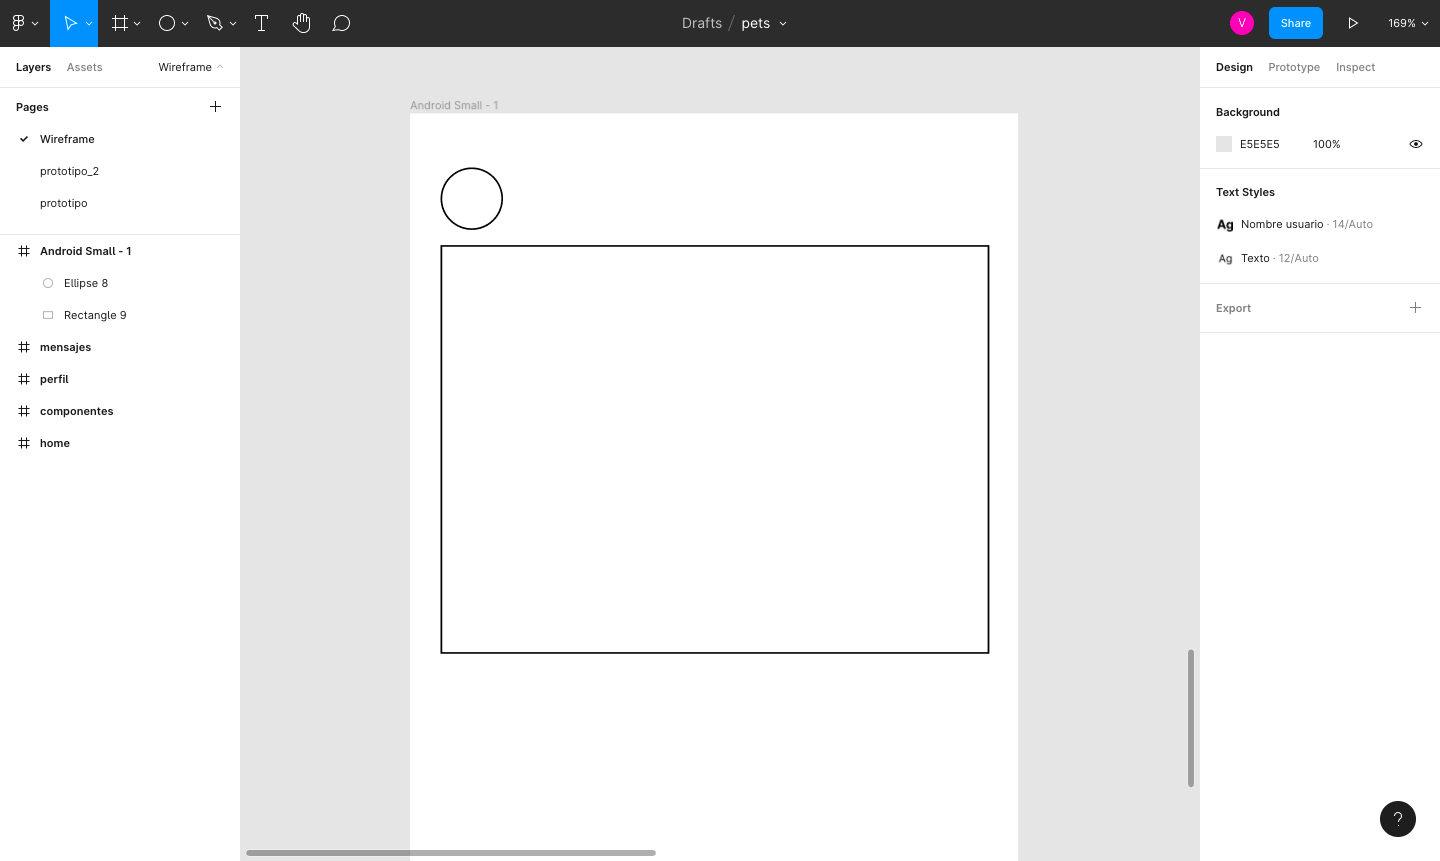 Drafts / pets
V
Share
169%
Layers
Assets
Wireframe
Pages
Wireframe
prototipo_2
prototipo
Android Small - 1
Ellipse 8
Rectangle 9
mensajes
perfil
componentes
home
Android Small - 1
Design
Prototype
Inspect
Background
E5E5E5
100%
Text Styles
Ag Nombre usuario · 14/Auto
Ag Texto · 12/Auto
Export
?